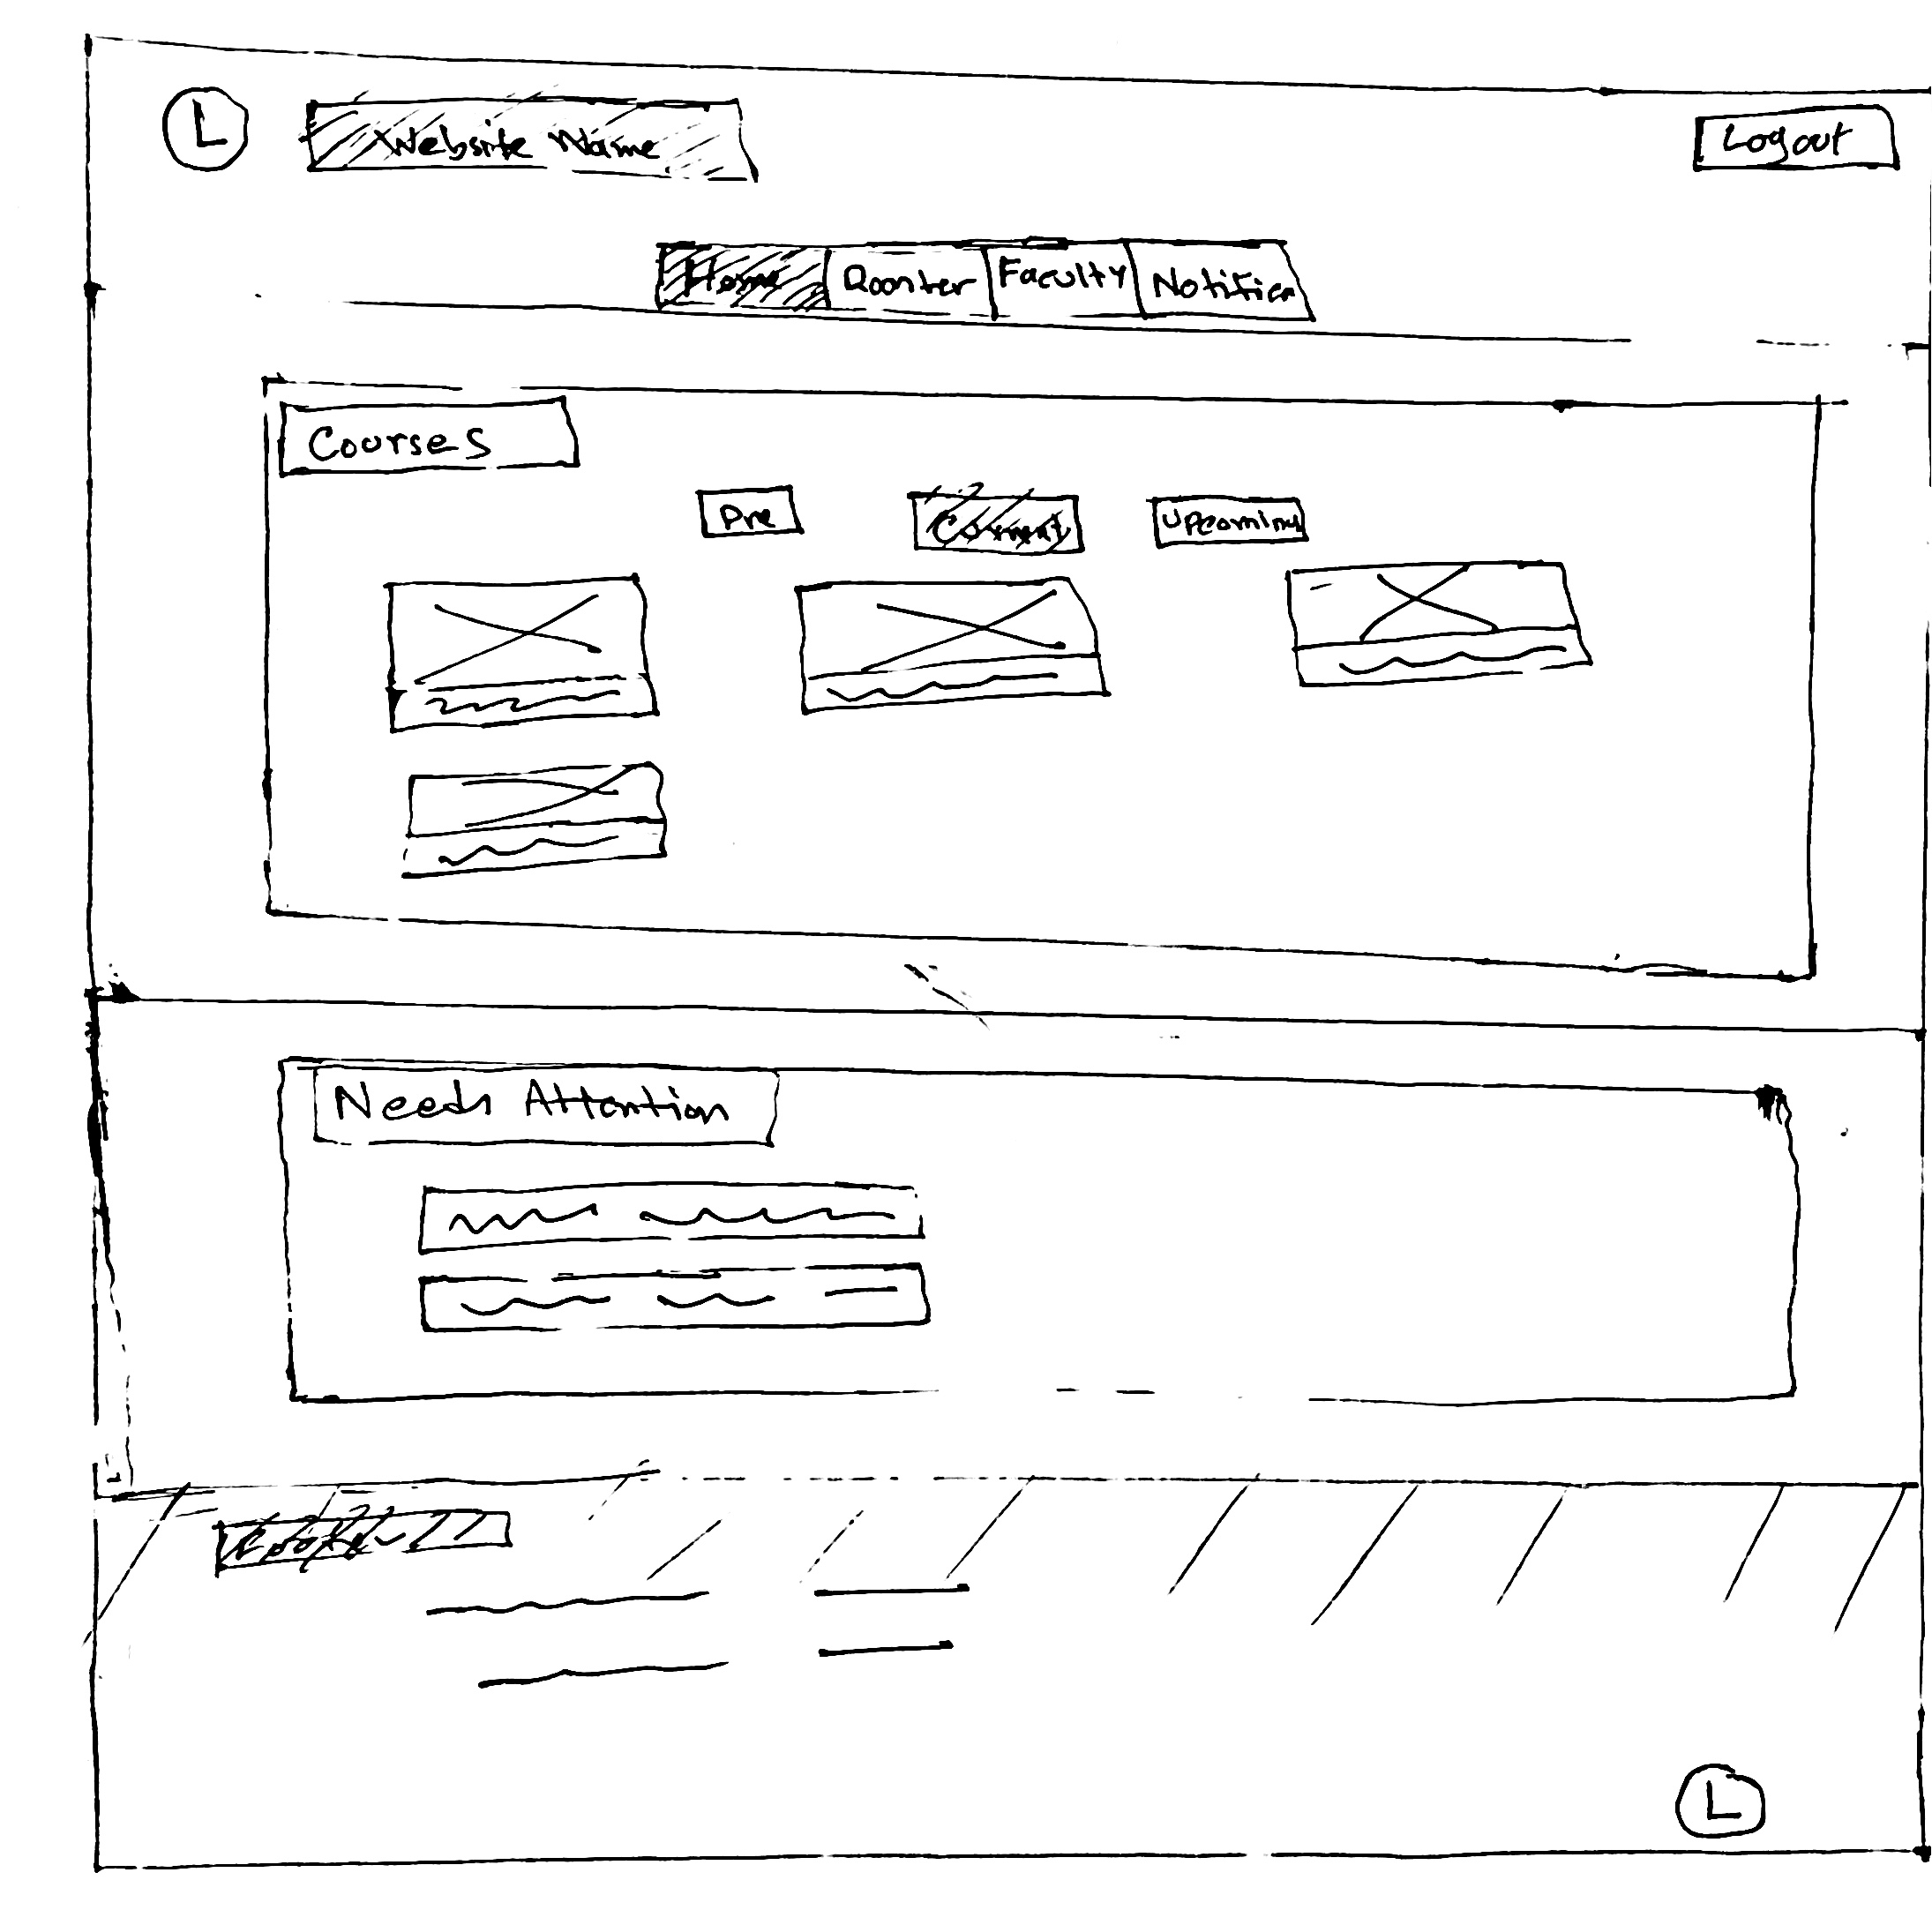 L Website Name Logout
Home Rooster Faculty Notifica
Courses
Pre Current Upcoming
Needs Attention
Footer
L